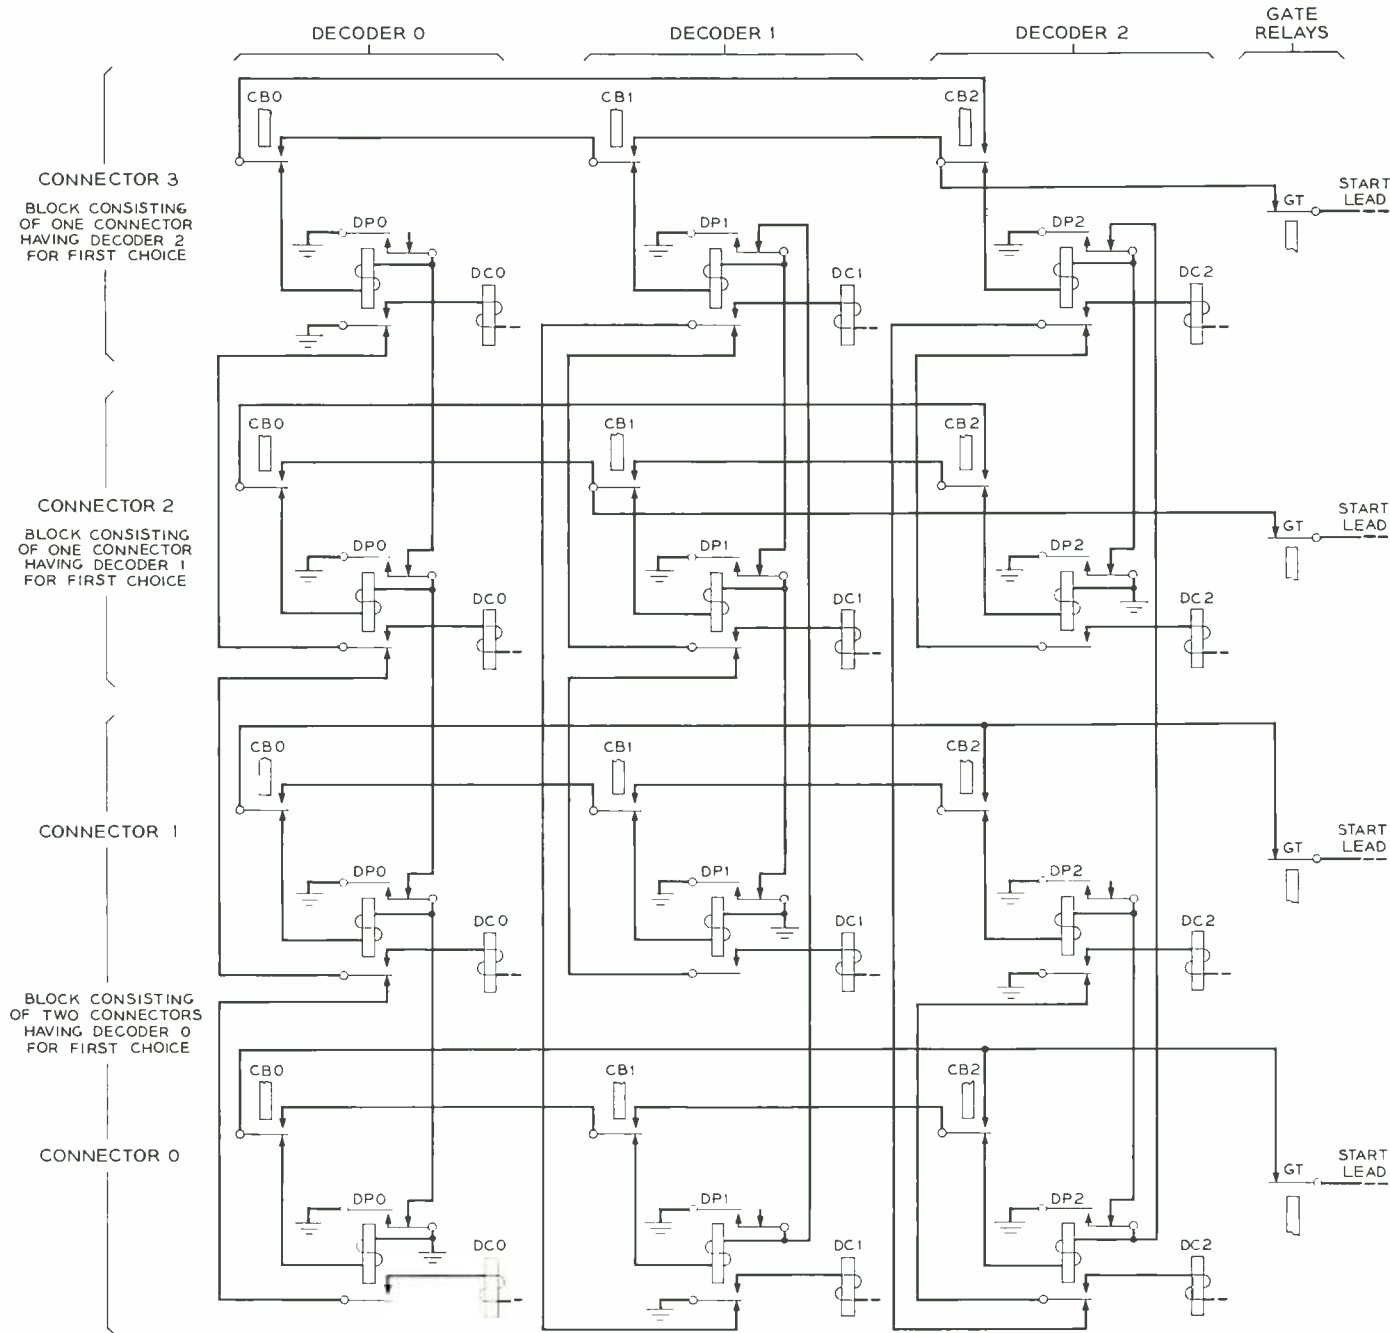 DECODER 0
DECODER 1
DECODER 2
GATE
RELAYS
CB0
CB1
CB2
CONNECTOR 3
BLOCK CONSISTING
OF ONE CONNECTOR
HAVING DECODER 2
FOR FIRST CHOICE
GT
START
LEAD
DP0
DP1
DP2
DC0
DC1
DC2
CB0
CB1
CB2
CONNECTOR 2
BLOCK CONSISTING
OF ONE CONNECTOR
HAVING DECODER 1
FOR FIRST CHOICE
GT
START
LEAD
DP0
DP1
DP2
DC0
DC1
DC2
CB0
CB1
CB2
CONNECTOR 1
GT
START
LEAD
DP0
DP1
DP2
DC0
DC1
DC2
BLOCK CONSISTING
OF TWO CONNECTORS
HAVING DECODER 0
FOR FIRST CHOICE
CB0
CB1
CB2
CONNECTOR 0
GT
START
LEAD
DP0
DP1
DP2
DC0
DC1
DC2